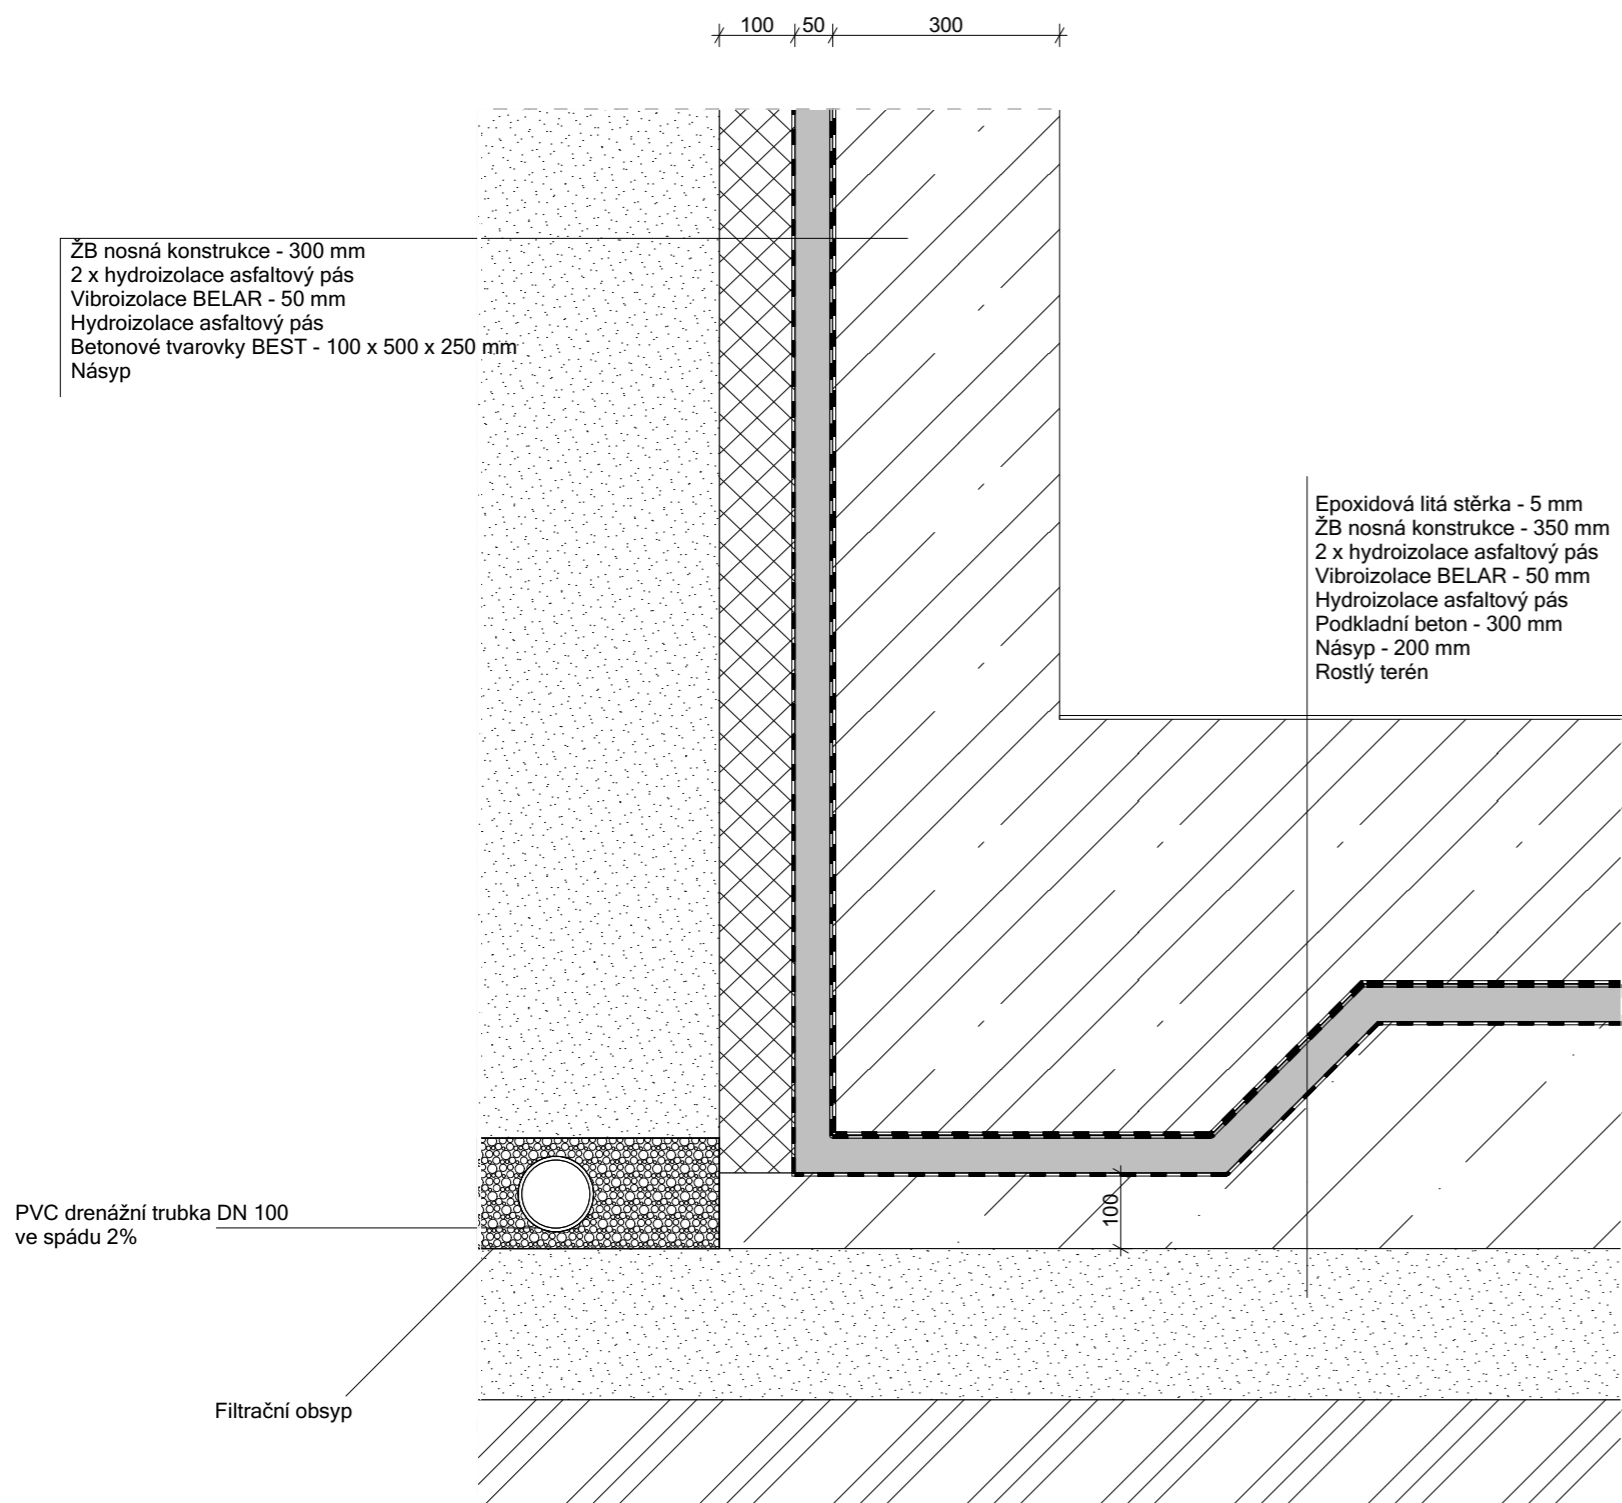 100 50 300
ŽB nosná konstrukce - 300 mm
2 x hydroizolace asfaltový pás
Vibroizolace BELAR - 50 mm
Hydroizolace asfaltový pás
Betonové tvarovky BEST - 100 x 500 x 250 mm
Násyp
Epoxidová litá stěrka - 5 mm
ŽB nosná konstrukce - 350 mm
2 x hydroizolace asfaltový pás
Vibroizolace BELAR - 50 mm
Hydroizolace asfaltový pás
Podkladní beton - 300 mm
Násyp - 200 mm
Rostlý terén
100
PVC drenážní trubka DN 100
ve spádu 2%
Filtrační obsyp